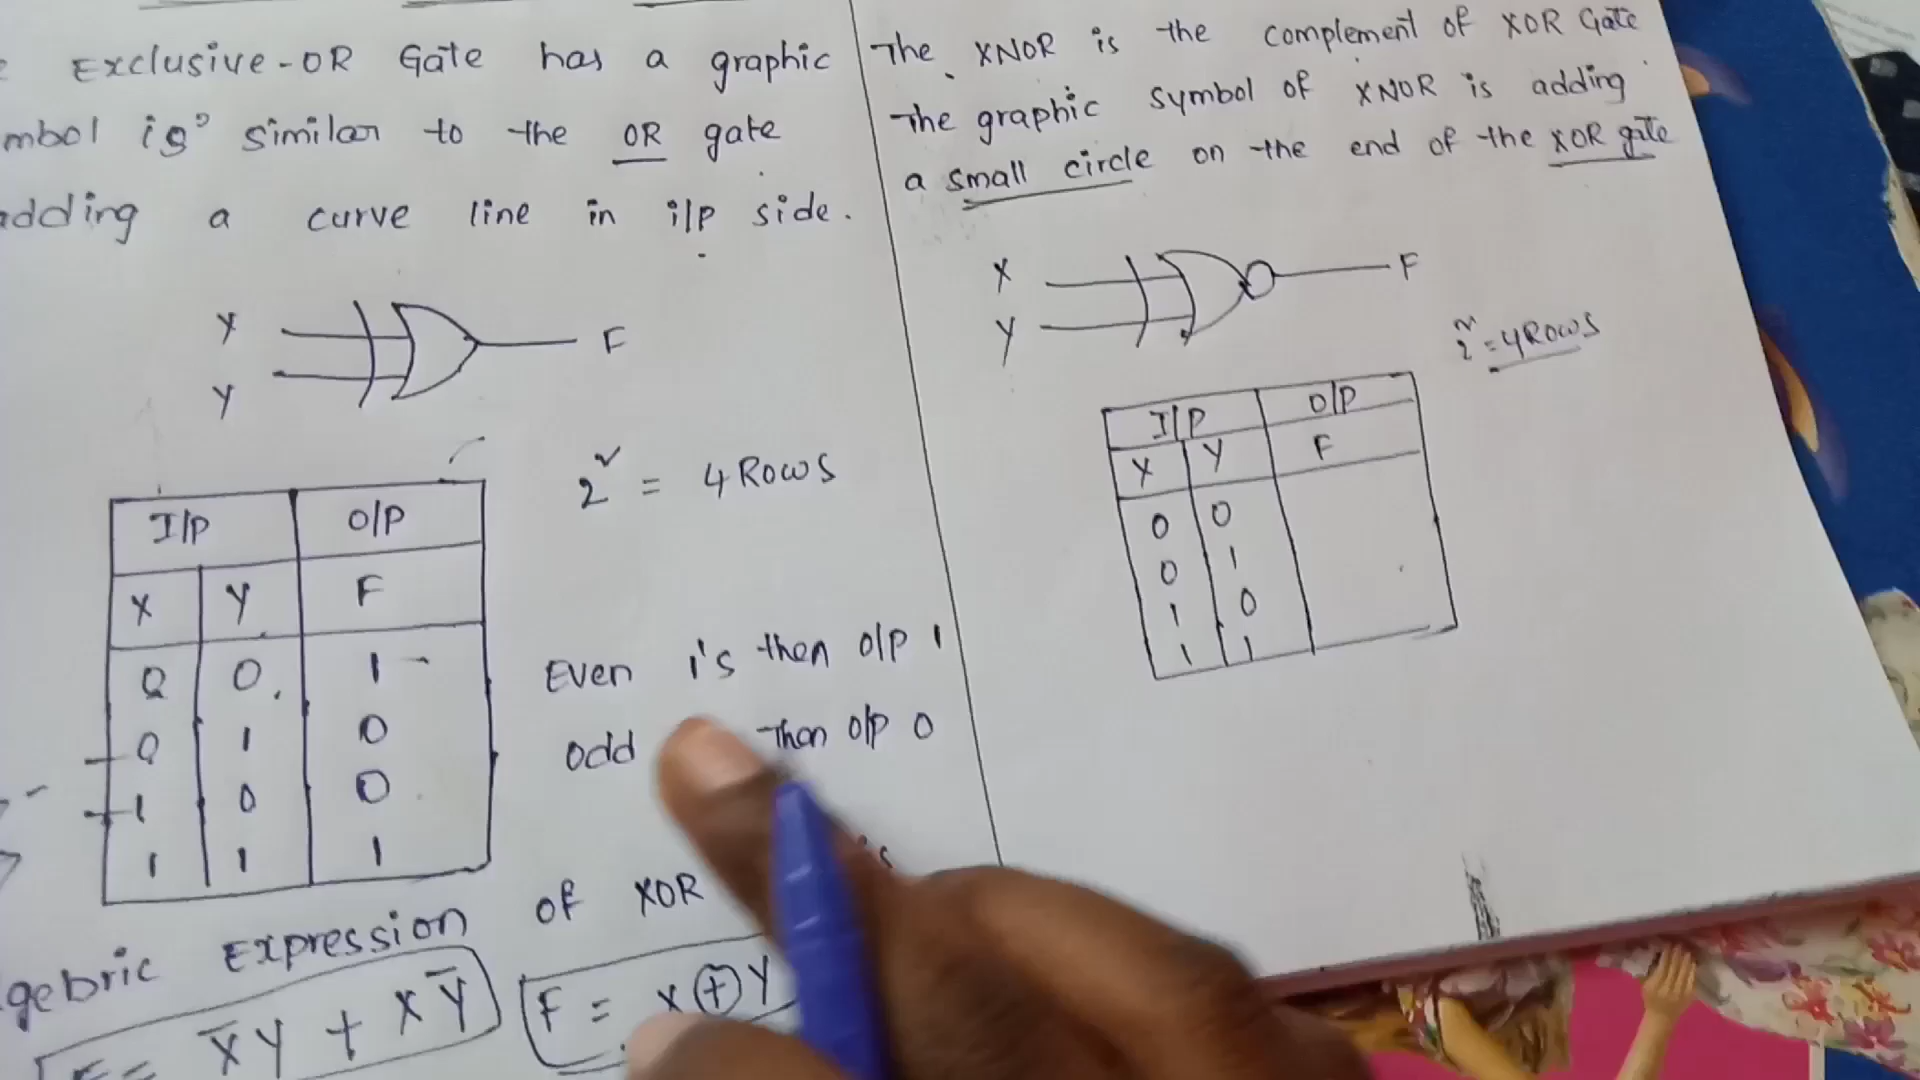 Exclusive-OR Gate has a graphic
mbol is similar to the OR gate
adding a curve line in i/p side.
X
Y
F
2² = 4 Rows
I/P O/P
X Y F
0 0 1
0 1 0
1 0 0
1 1 1
Even 1's then O/P 1
odd then O/P 0
gebric Expression of XOR is
F = X̅Y + XY̅
F = X⊕Y
The XNOR is the complement of XOR Gate
The graphic symbol of XNOR is adding
a small circle on the end of the XOR gate
X
Y
F
2² = 4 Rows
I/P O/P
X Y F
0 0
0 1
1 0
1 1